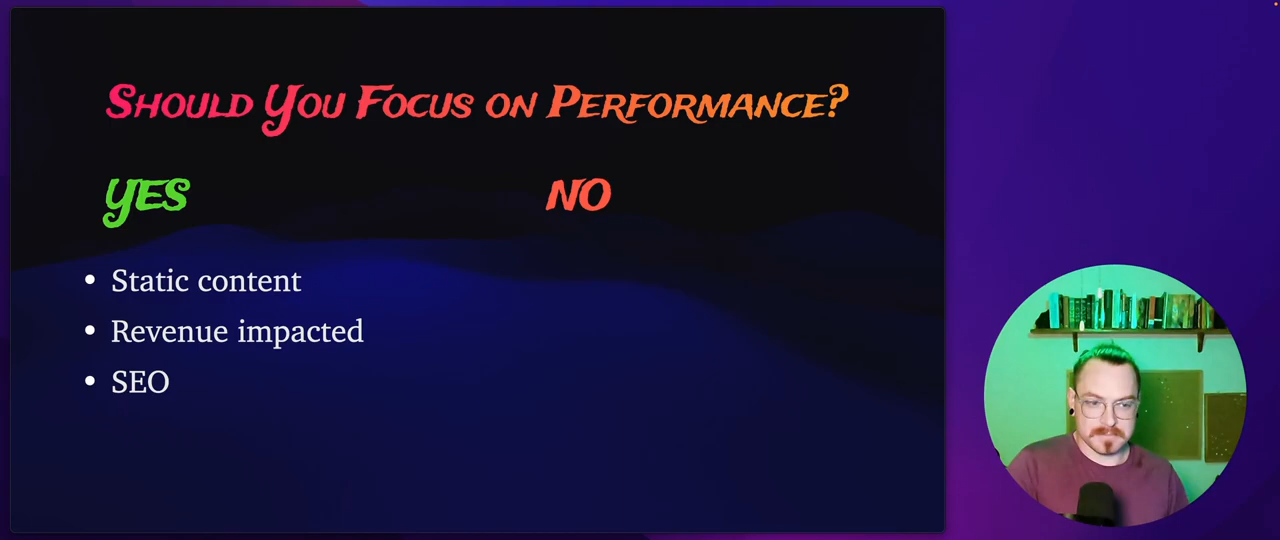 Should You Focus on Performance?
YES
NO
• Static content
• Revenue impacted
• SEO